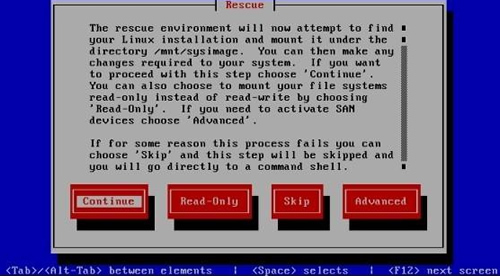 Rescue
The rescue environment will now attempt to find
your Linux installation and mount it under the
directory /mnt/sysimage. You can then make any
changes required to your system. If you want
to proceed with this step choose 'Continue'.
You can also choose to mount your file systems
read-only instead of read-write by choosing
'Read-Only'. If you need to activate SAN
devices choose 'Advanced'.
If for some reason this process fails you can
choose 'Skip' and this step will be skipped and
you will go directly to a command shell.
Continue Read-Only Skip Advanced
<Tab>/<Alt-Tab> between elements | <Space> selects | <F12> next screen